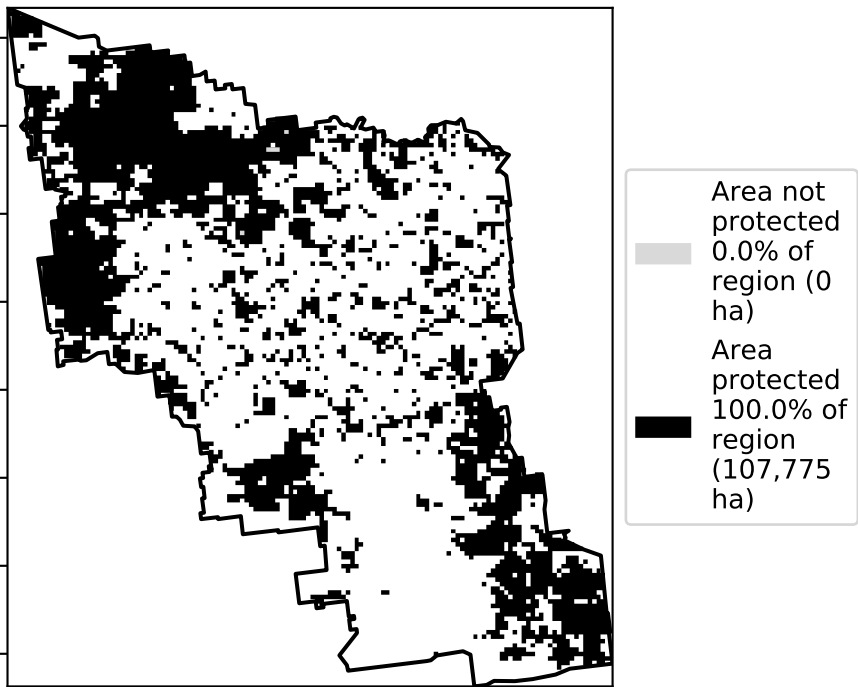 Area not
protected
0.0% of
region (0
ha)
Area
protected
100.0% of
region
(107,775
ha)